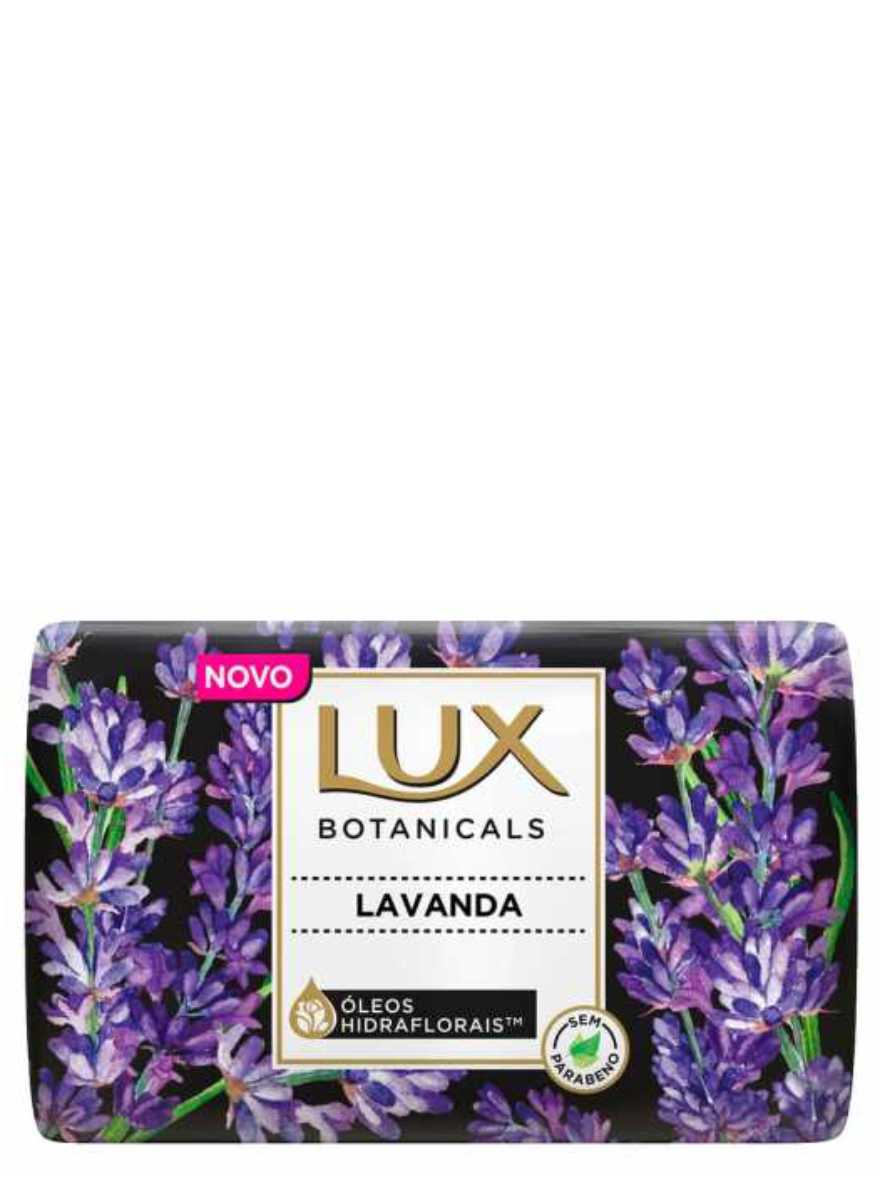 NOVO
LUX
BOTANICALS
LAVANDA
ÓLEOS
HIDRAFLORAIS™
SEM
PARABENO